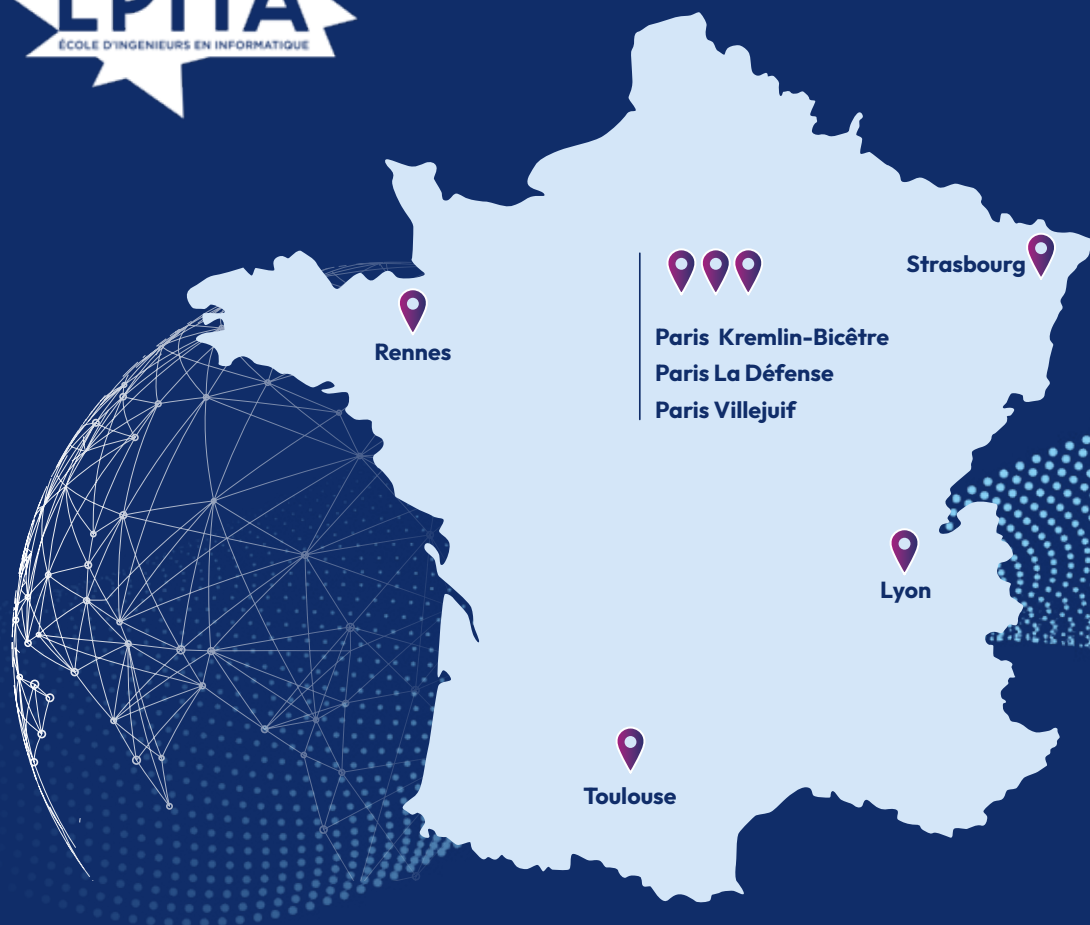 EPITA
ÉCOLE D'INGENIEURS EN INFORMATIQUE
Strasbourg
Rennes
Paris Kremlin-Bicêtre
Paris La Défense
Paris Villejuif
Lyon
Toulouse